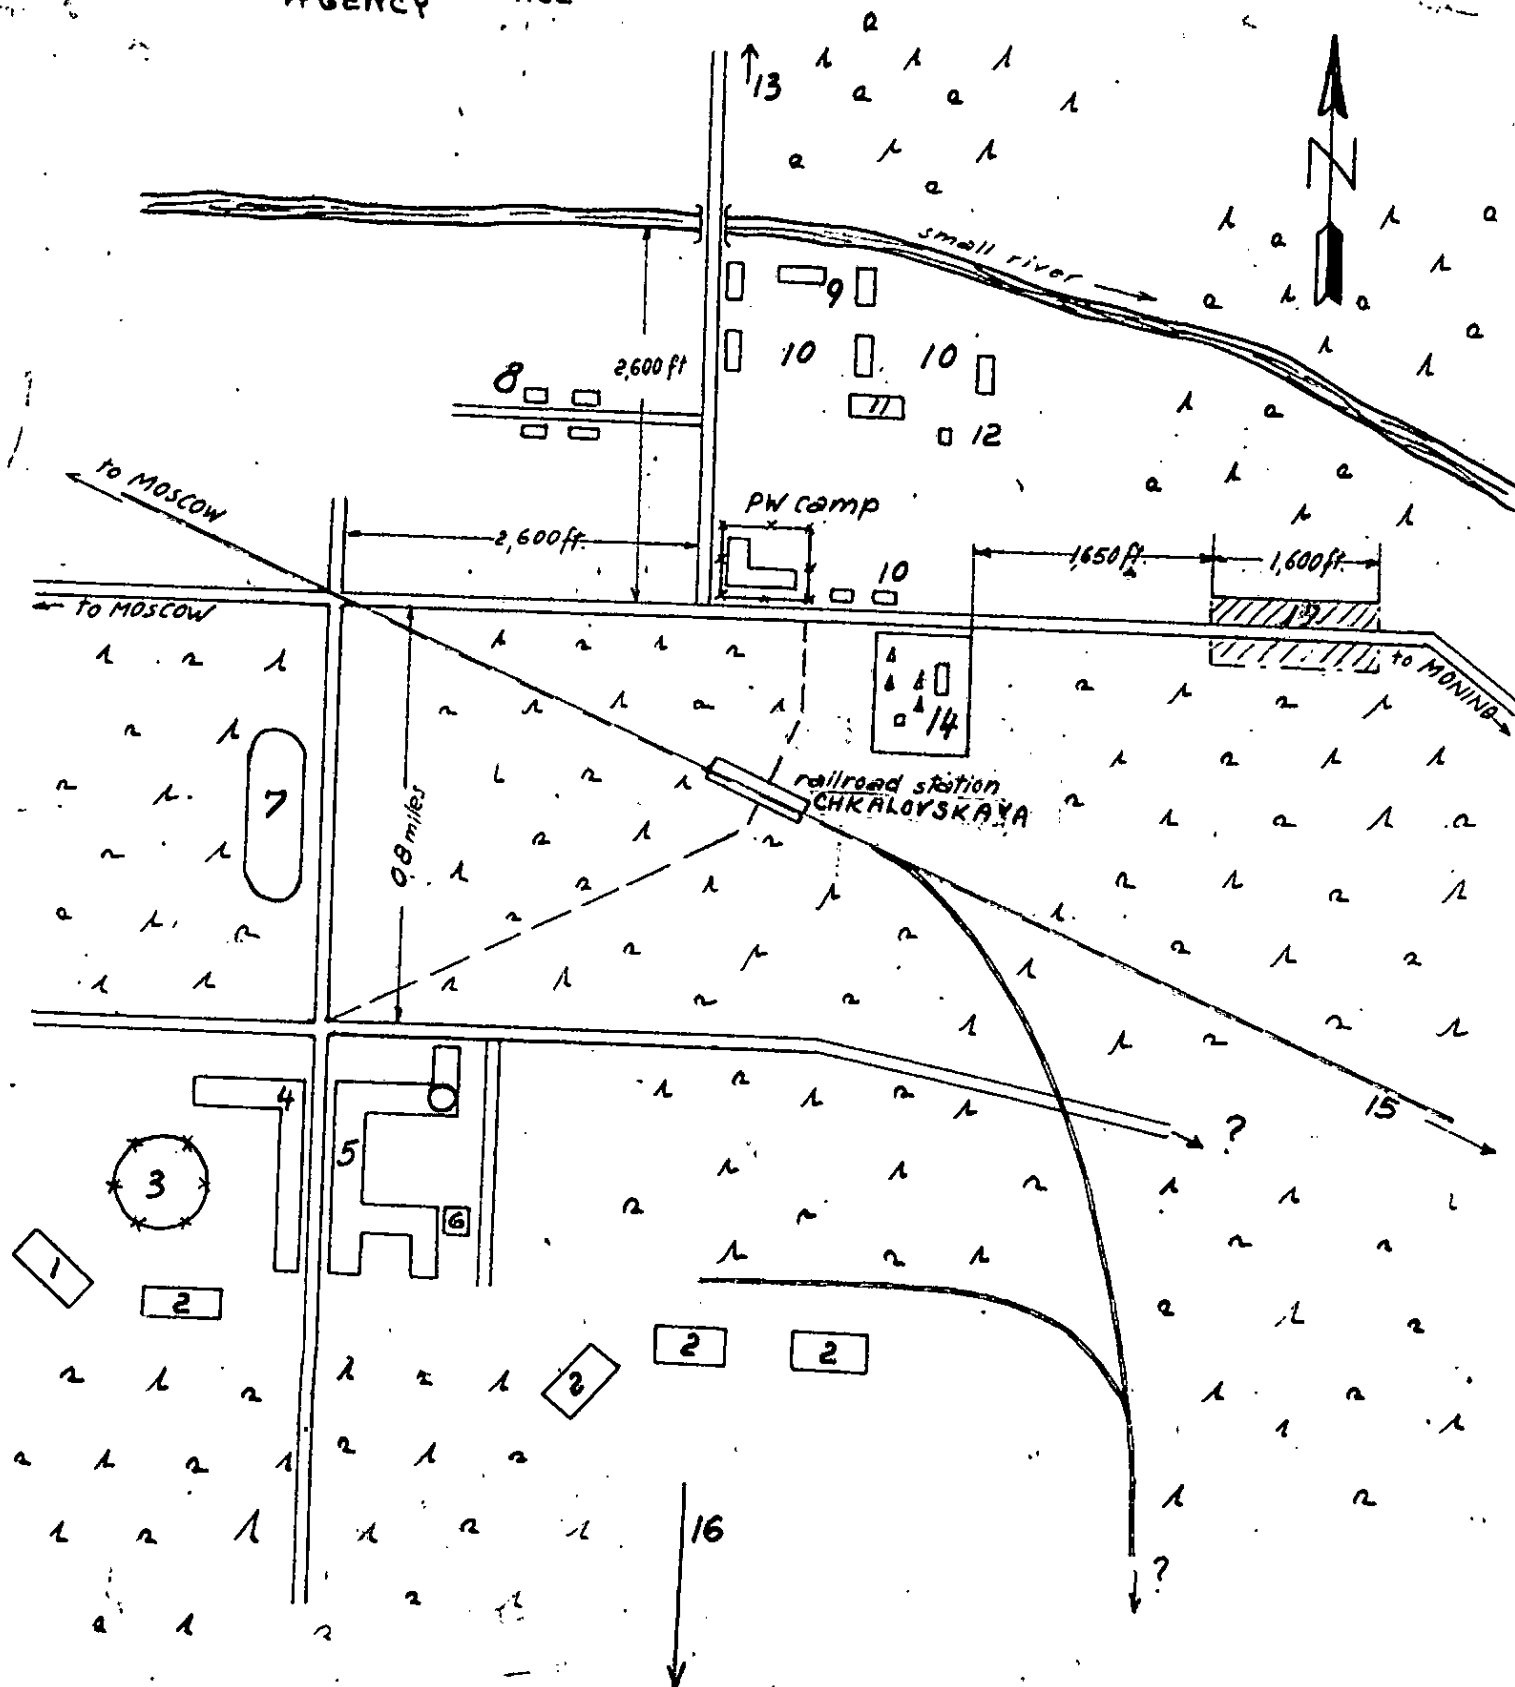 AGENCY
13
N
small river
9
10
10
8
2,600 ft
11
12
to MOSCOW
PW camp
2,600 ft.
10
1,650 ft.
1,600 ft.
to MOSCOW
to MONINO
14
7
railroad station
CHKALOVSKAYA
0,8 miles
4
15
?
5
3
6
1
2
2
2
2
16
?